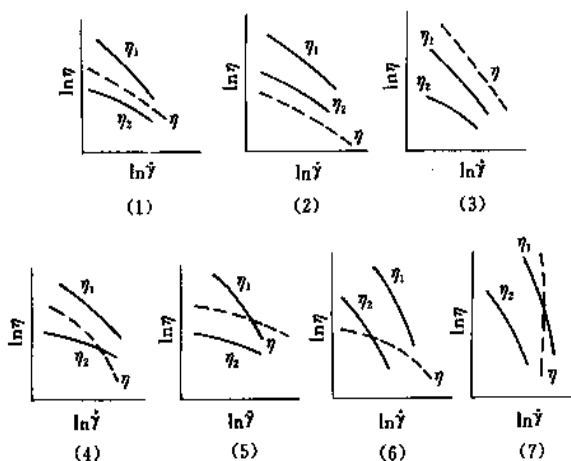 lnη
η₁
η₂
η
lnγ̇
(1)
lnη
η₁
η₂
η
lnγ̇
(2)
lnη
η₂
η₂
η
lnγ̇
(3)
lnη
η₁
η₂
η
lnγ̇
(4)
lnη
η₁
η₂
η
lnγ̇
(5)
lnη
η₁
η₂
η
lnγ̇
(6)
lnη
η₁
η₂
η
lnγ̇
(7)